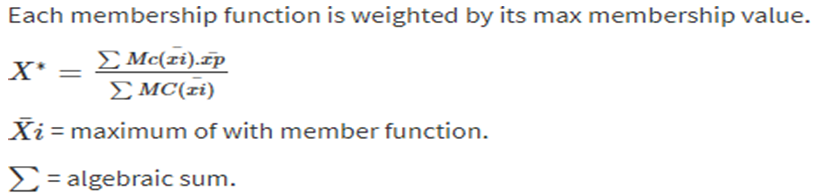 Each membership function is weighted by its max membership value.
X* = ∑ Mc(x̄i).x̄p / ∑ MC(x̄i)
X̄i = maximum of with member function.
∑ = algebraic sum.